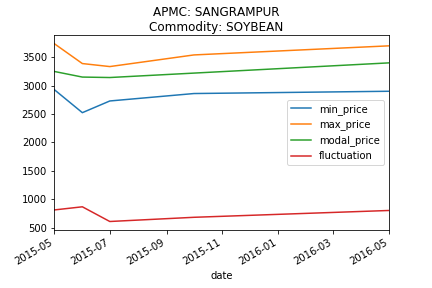 APMC: SANGRAMPUR
Commodity: SOYBEAN
3500
3000
2500
2000
1500
1000
500
min_price
max_price
modal_price
fluctuation
2015-05
2015-07
2015-09
2015-11
2016-01
2016-03
2016-05
date